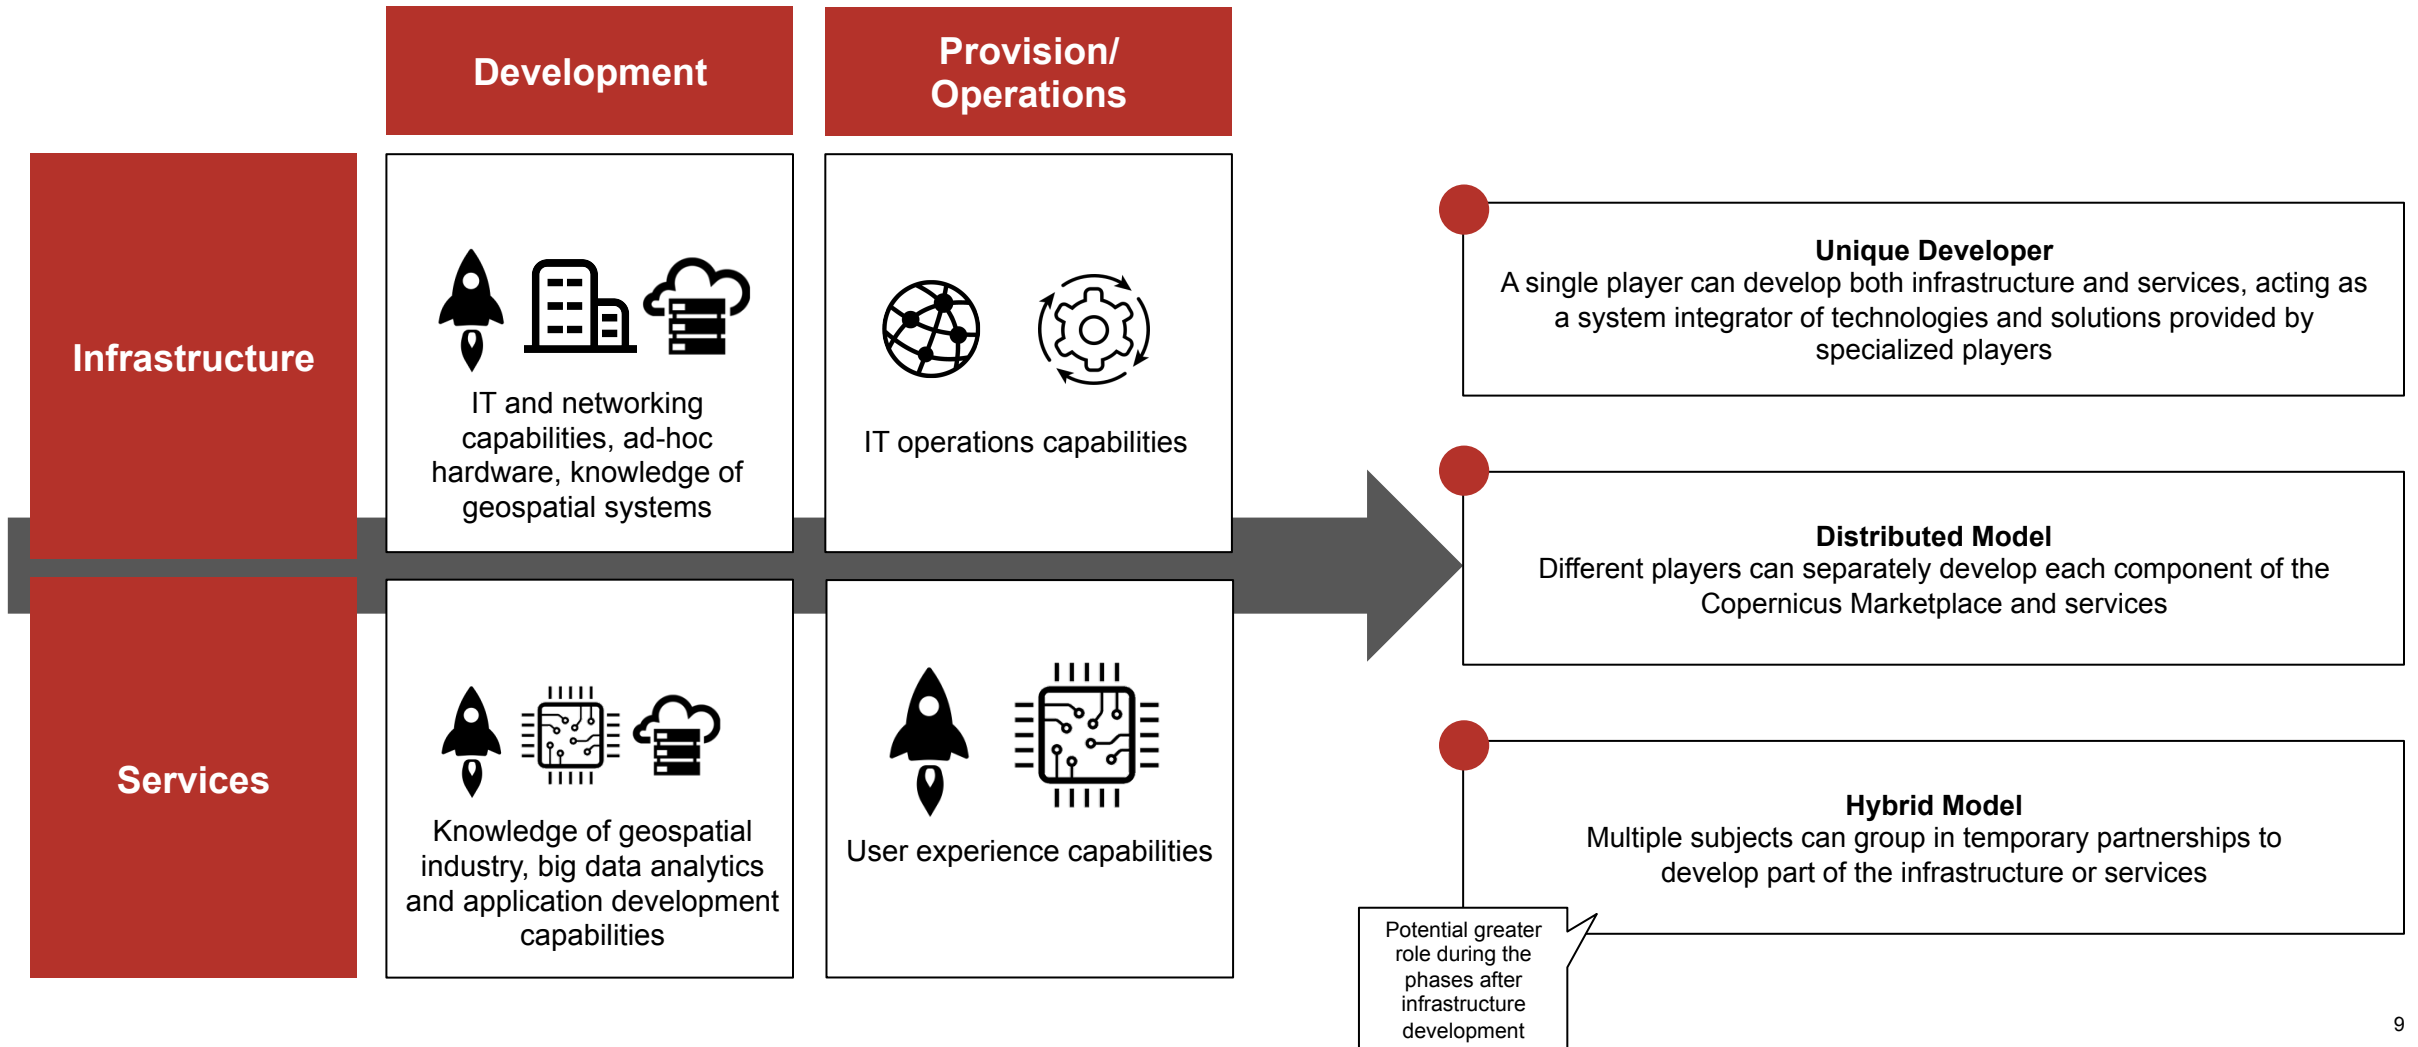 Development
Provision/
Operations
Infrastructure
IT and networking
capabilities, ad-hoc
hardware, knowledge of
geospatial systems
IT operations capabilities
Services
Knowledge of geospatial
industry, big data analytics
and application development
capabilities
User experience capabilities
Unique Developer
A single player can develop both infrastructure and services, acting as
a system integrator of technologies and solutions provided by
specialized players
Distributed Model
Different players can separately develop each component of the
Copernicus Marketplace and services
Hybrid Model
Multiple subjects can group in temporary partnerships to
develop part of the infrastructure or services
Potential greater
role during the
phases after
infrastructure
development
9